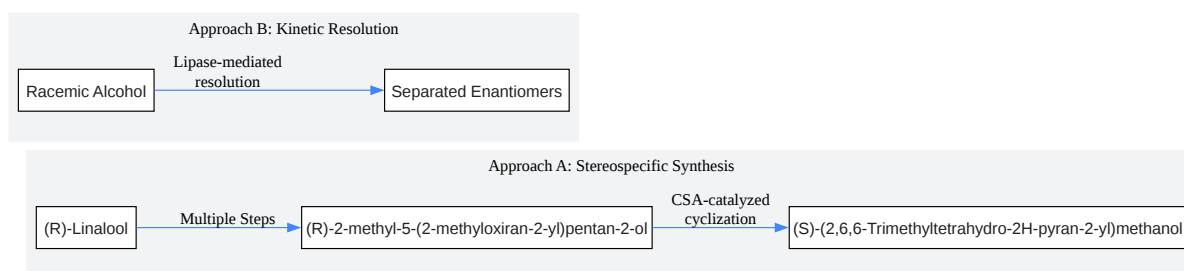 Approach B: Kinetic Resolution
Racemic Alcohol
Lipase-mediated
resolution
Separated Enantiomers
Approach A: Stereospecific Synthesis
(R)-Linalool
Multiple Steps
(R)-2-methyl-5-(2-methyloxiran-2-yl)pentan-2-ol
CSA-catalyzed
cyclization
(S)-(2,6,6-Trimethyltetrahydro-2H-pyran-2-yl)methanol